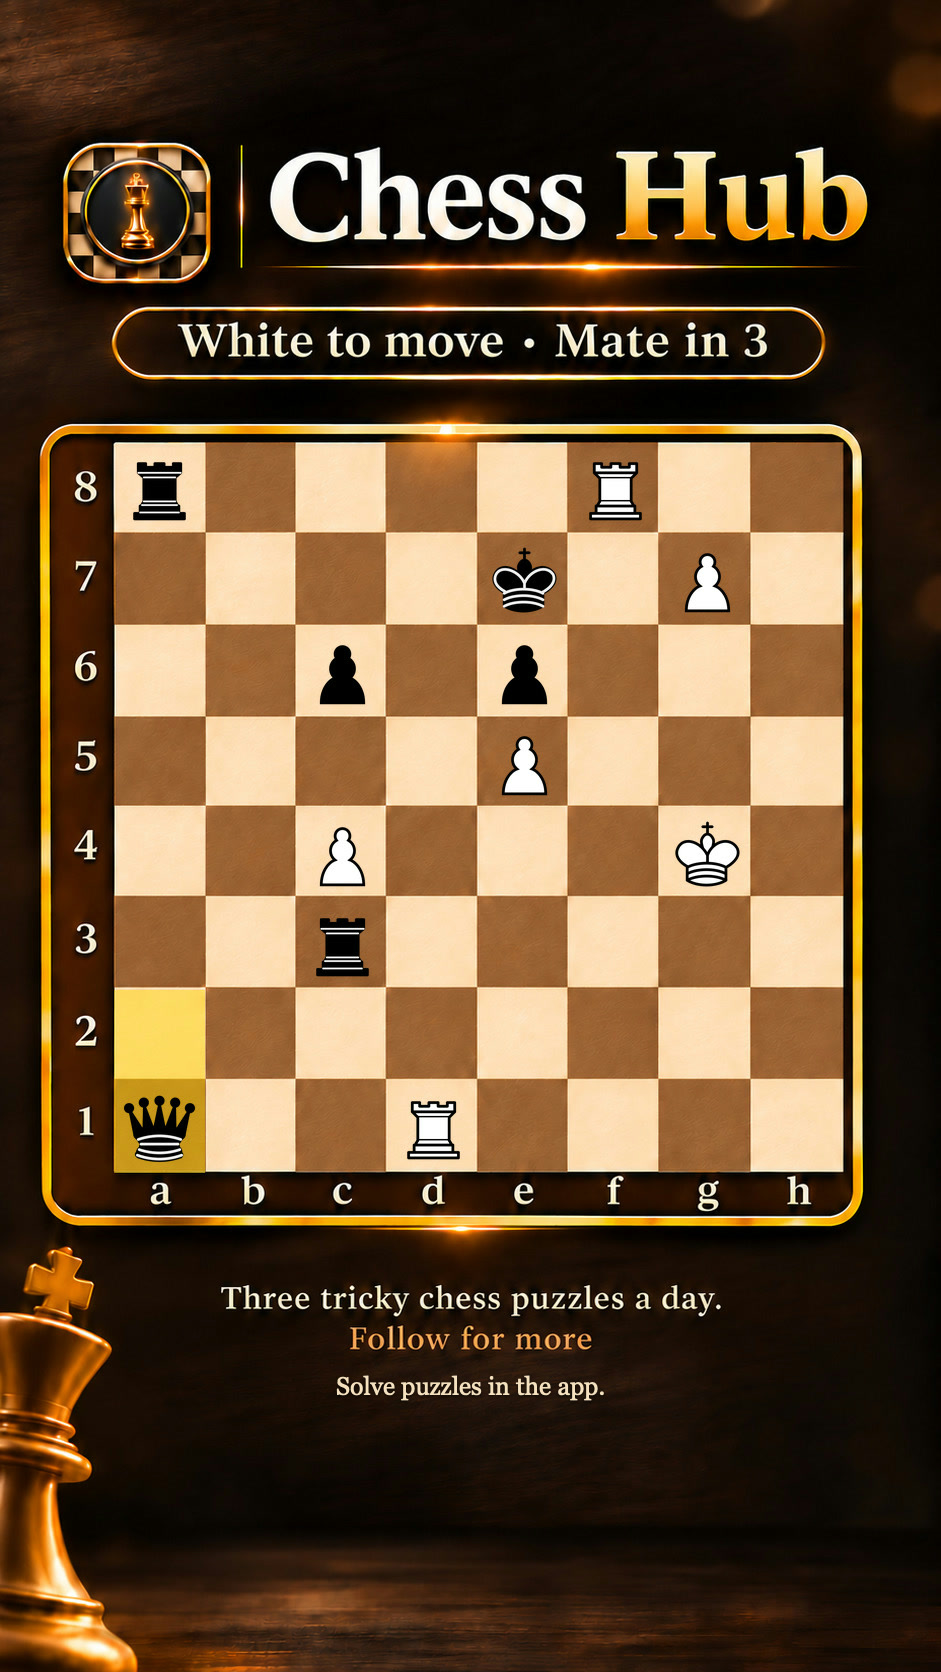 Chess Hub
White to move • Mate in 3
8
7
6
5
4
3
2
1
a b c d e f g h
Three tricky chess puzzles a day.
Follow for more
Solve puzzles in the app.